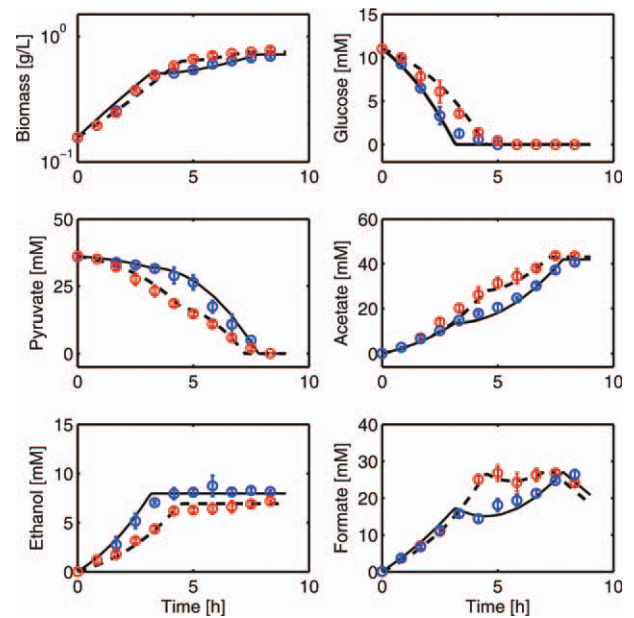 Biomass [g/L]
10⁰
10⁻¹
0 5 10
Glucose [mM]
15
10
5
0
0 5 10
Pyruvate [mM]
50
25
0
0 5 10
Acetate [mM]
60
40
20
0
0 5 10
Ethanol [mM]
15
10
5
0
0 5 10
Time [h]
Formate [mM]
40
30
20
10
0
0 5 10
Time [h]